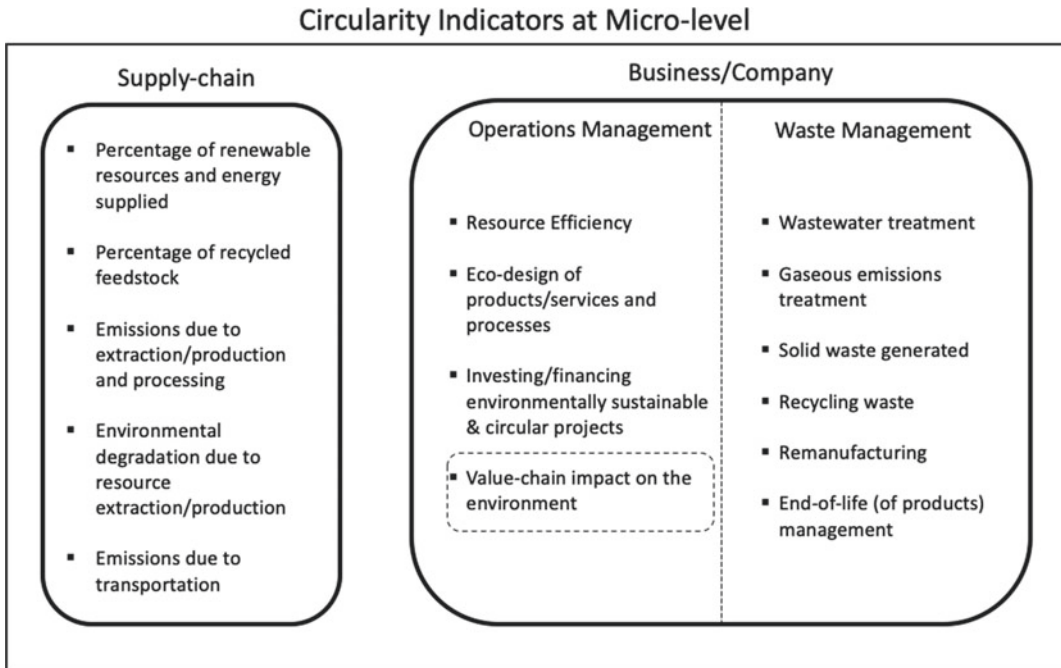 Circularity Indicators at Micro-level
Supply-chain
▪ Percentage of renewable
resources and energy
supplied
▪ Percentage of recycled
feedstock
▪ Emissions due to
extraction/production
and processing
▪ Environmental
degradation due to
resource
extraction/production
▪ Emissions due to
transportation
Business/Company
Operations Management
▪ Resource Efficiency
▪ Eco-design of
products/services and
processes
▪ Investing/financing
environmentally sustainable
& circular projects
▪ Value-chain impact on the
environment
Waste Management
▪ Wastewater treatment
▪ Gaseous emissions
treatment
▪ Solid waste generated
▪ Recycling waste
▪ Remanufacturing
▪ End-of-life (of products)
management